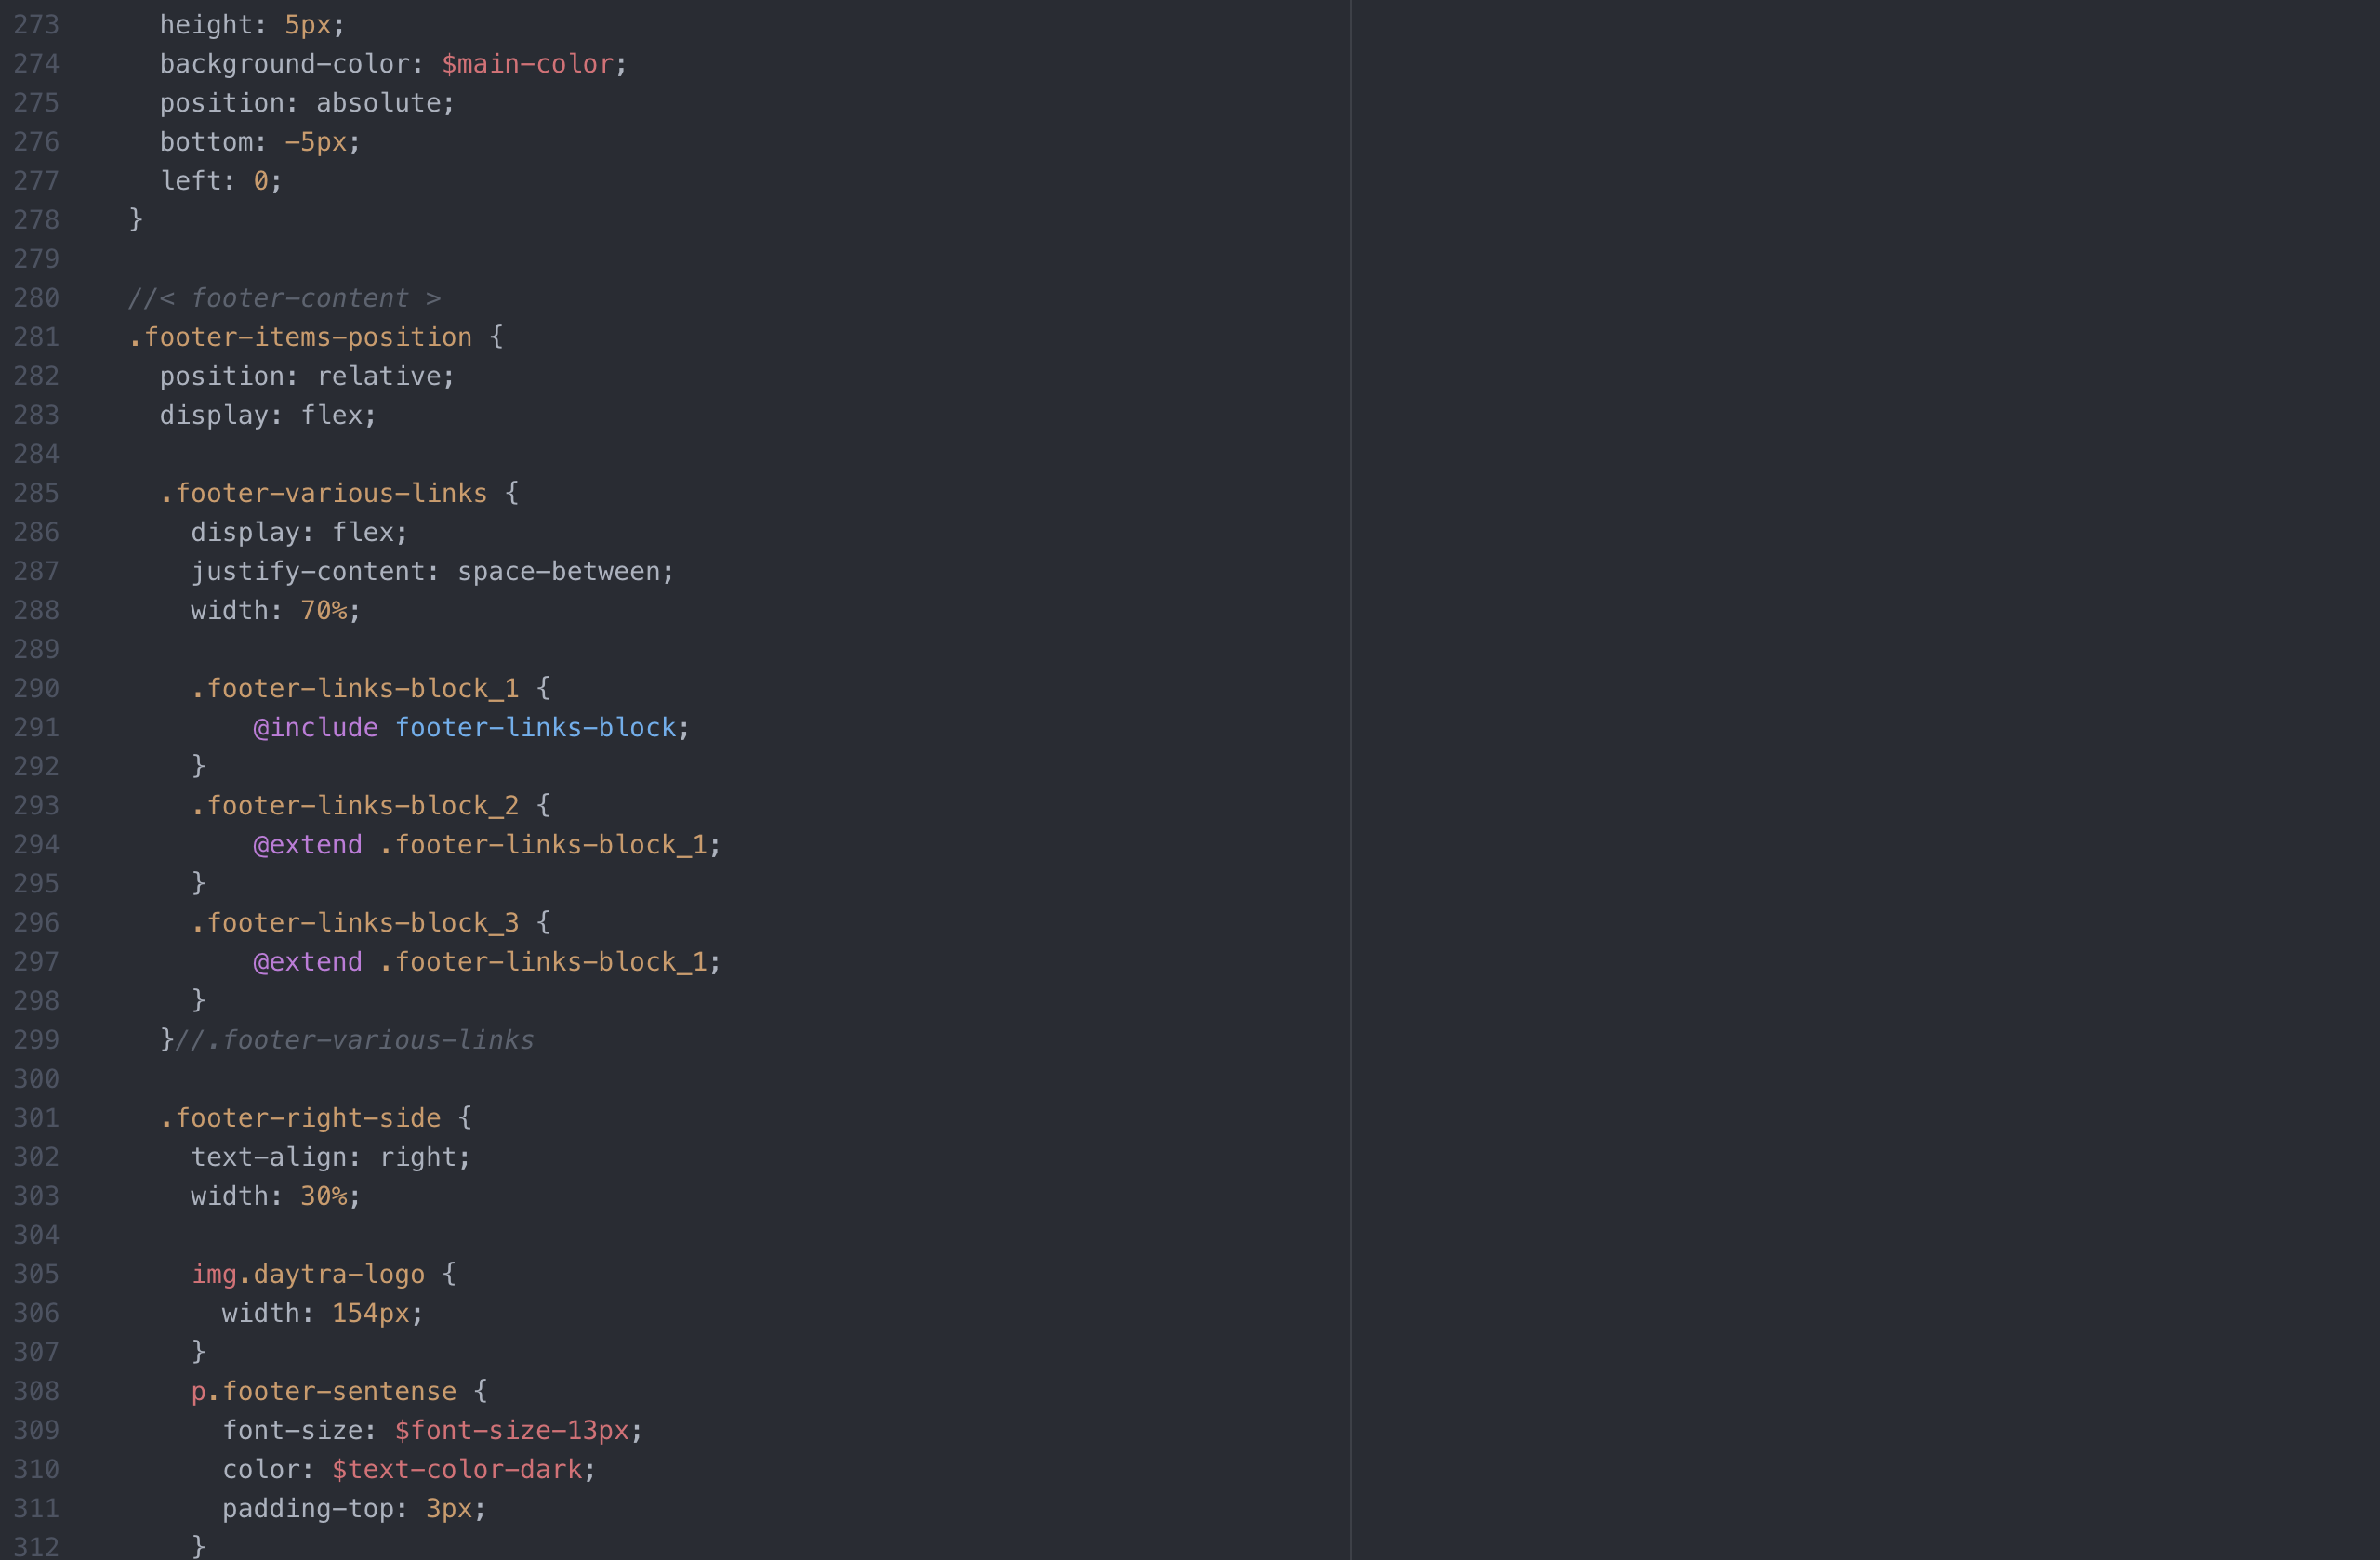 273 height: 5px;
274 background-color: $main-color;
275 position: absolute;
276 bottom: -5px;
277 left: 0;
278 }
279
280 //< footer-content >
281 .footer-items-position {
282 position: relative;
283 display: flex;
284
285 .footer-various-links {
286 display: flex;
287 justify-content: space-between;
288 width: 70%;
289
290 .footer-links-block_1 {
291 @include footer-links-block;
292 }
293 .footer-links-block_2 {
294 @extend .footer-links-block_1;
295 }
296 .footer-links-block_3 {
297 @extend .footer-links-block_1;
298 }
299 }//.footer-various-links
300
301 .footer-right-side {
302 text-align: right;
303 width: 30%;
304
305 img.daytra-logo {
306 width: 154px;
307 }
308 p.footer-sentense {
309 font-size: $font-size-13px;
310 color: $text-color-dark;
311 padding-top: 3px;
312 }